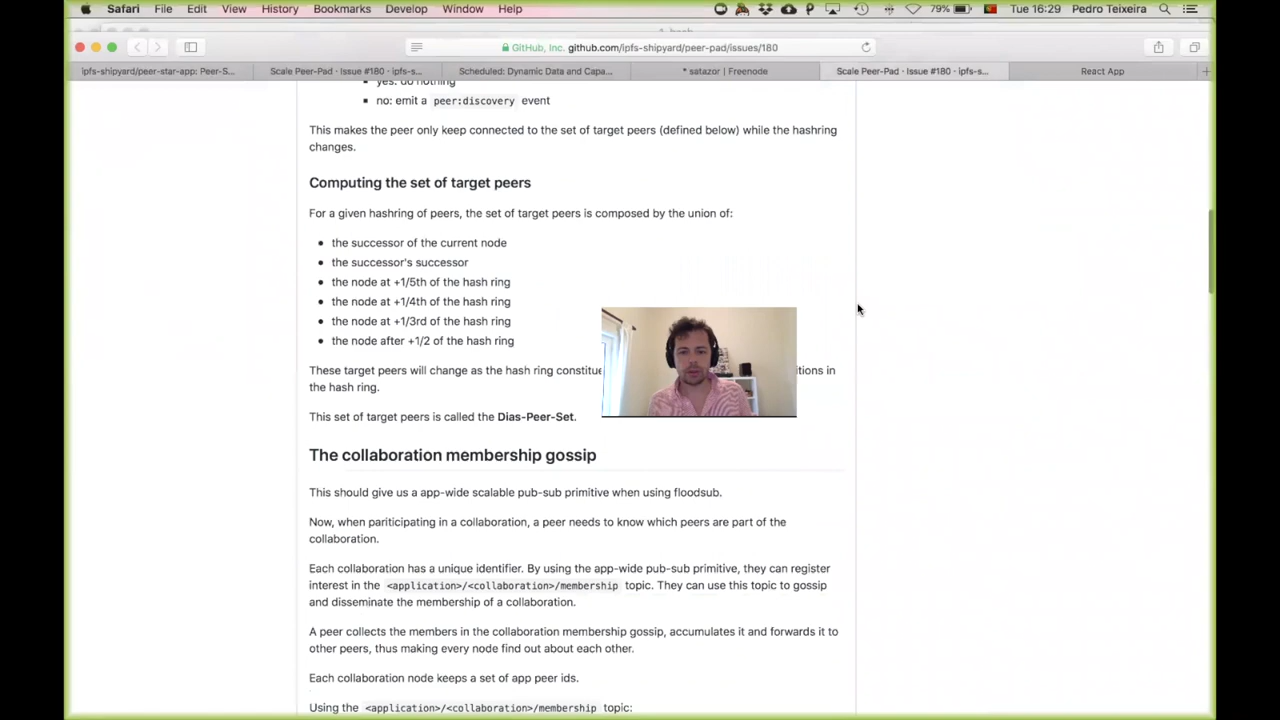 Safari File Edit View History Bookmarks Develop Window Help 79% Tue 16:29 Pedro Teixeira
GitHub, Inc. github.com/ipfs-shipyard/peer-pad/issues/180
ipfs-shipyard/peer-star-app: Peer-S... Scale Peer-Pad · Issue #180 · ipfs-s... Scheduled: Dynamic Data and Capa... * satazor | Freenode Scale Peer-Pad · Issue #180 · ipfs-s... React App
yes: do nothing
no: emit a peer:discovery event
This makes the peer only keep connected to the set of target peers (defined below) while the hashring
changes.
Computing the set of target peers
For a given hashring of peers, the set of target peers is composed by the union of:
the successor of the current node
the successor's successor
the node at +1/5th of the hash ring
the node at +1/4th of the hash ring
the node at +1/3rd of the hash ring
the node after +1/2 of the hash ring
These target peers will change as the hash ring in
the hash ring.
This set of target peers is called the Dias-Peer-Set.
The collaboration membership gossip
This should give us a app-wide scalable pub-sub primitive when using floodsub.
Now, when pariticipating in a collaboration, a peer needs to know which peers are part of the
collaboration.
Each collaboration has a unique identifier. By using the app-wide pub-sub primitive, they can register
interest in the <application>/<collaboration>/membership topic. They can use this topic to gossip
and disseminate the membership of a collaboration.
A peer collects the members in the collaboration membership gossip, accumulates it and forwards it to
other peers, thus making every node find out about each other.
Each collaboration node keeps a set of app peer ids.
Using the <application>/<collaboration>/membership topic: